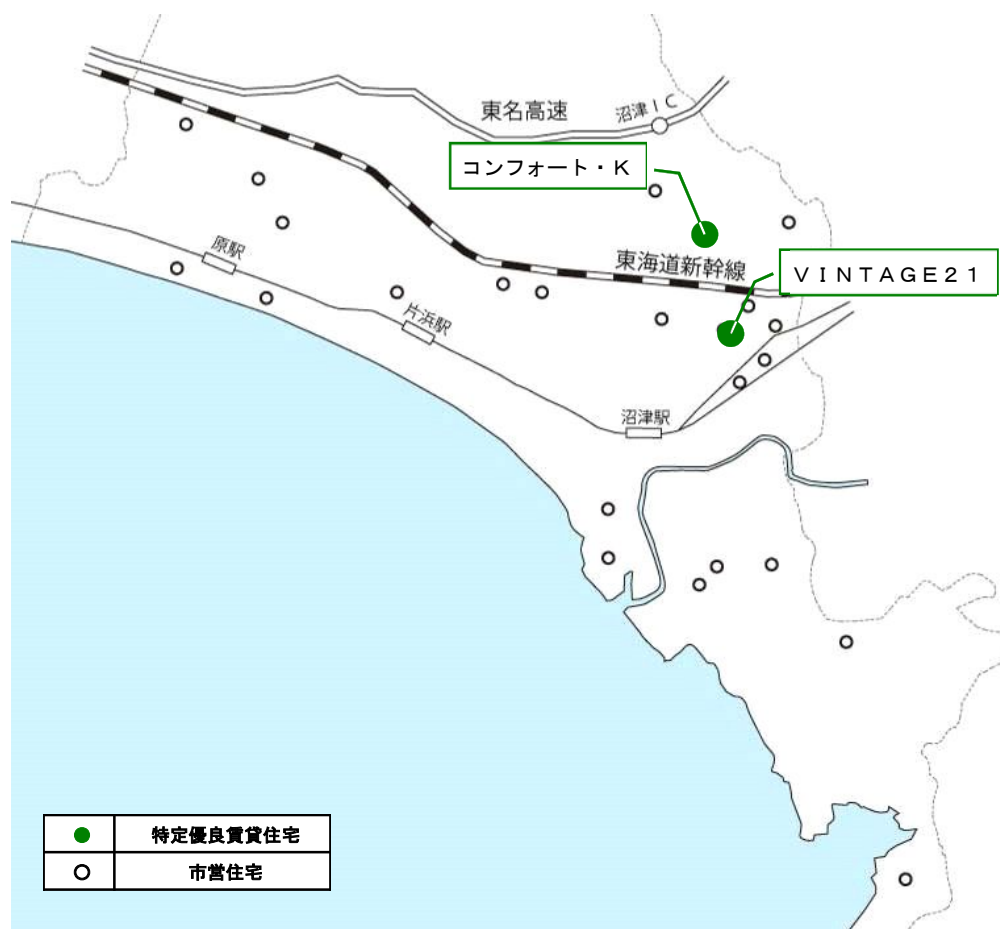 東名高速
沼津IC
コンフォート・K
原駅
東海道新幹線
VINTAGE21
片浜駅
沼津駅
特定優良賃貸住宅
市営住宅